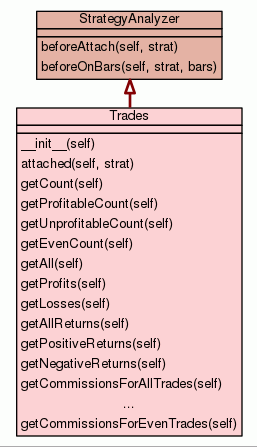 StrategyAnalyzer
beforeAttach(self, strat)
beforeOnBars(self, strat, bars)
Trades
__init__(self)
attached(self, strat)
getCount(self)
getProfitableCount(self)
getUnprofitableCount(self)
getEvenCount(self)
getAll(self)
getProfits(self)
getLosses(self)
getAllReturns(self)
getPositiveReturns(self)
getNegativeReturns(self)
getCommissionsForAllTrades(self)
...
getCommissionsForEvenTrades(self)